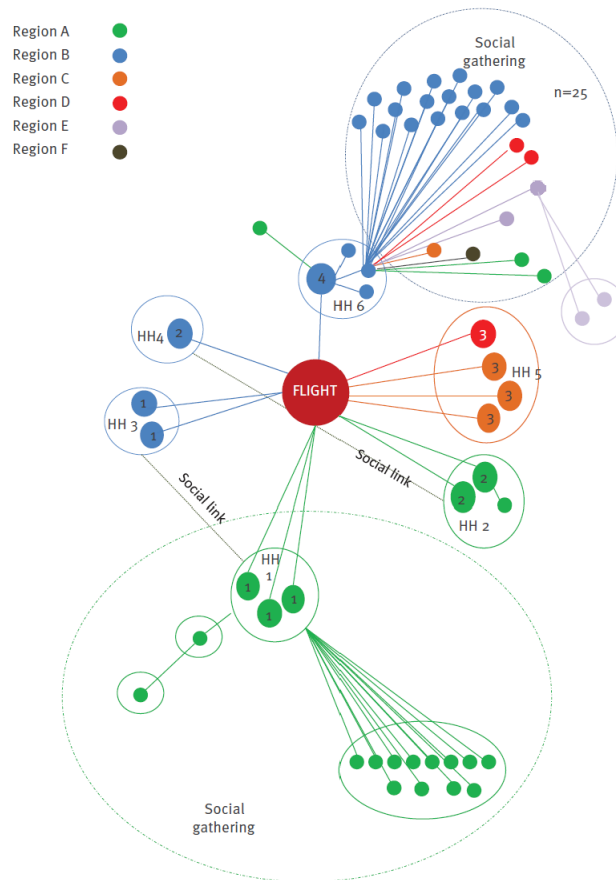 Region A
Region B
Region C
Region D
Region E
Region F
Social
gathering
n=25
4
HH 6
HH4
2
3
3
HH 5
3
3
FLIGHT
1
HH 3
1
Social link
Social link
2
2
HH 2
HH
1
1
1
1
Social
gathering